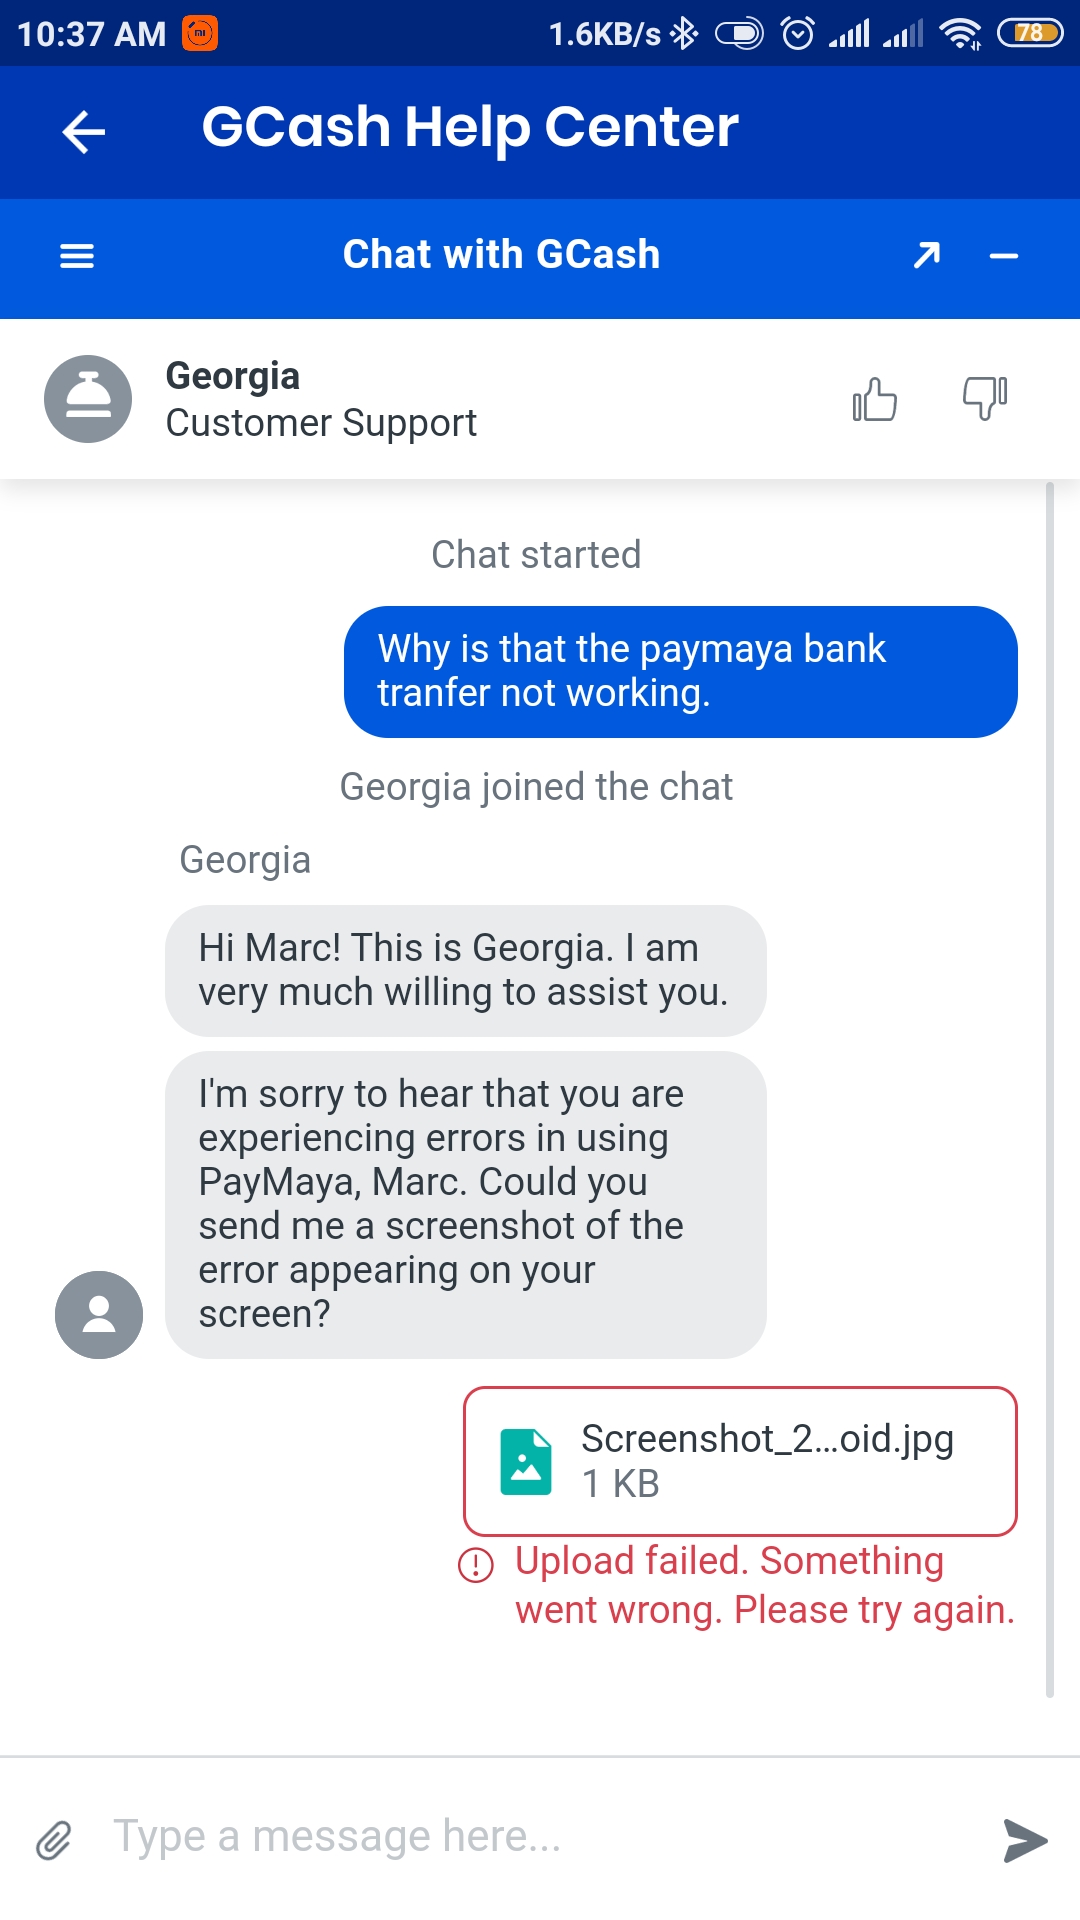 10:37 AM
1.6KB/s
78
GCash Help Center
Chat with GCash
Georgia
Customer Support
Chat started
Why is that the paymaya bank
tranfer not working.
Georgia joined the chat
Georgia
Hi Marc! This is Georgia. I am
very much willing to assist you.
I'm sorry to hear that you are
experiencing errors in using
PayMaya, Marc. Could you
send me a screenshot of the
error appearing on your
screen?
Screenshot_2...oid.jpg
1 KB
Upload failed. Something
went wrong. Please try again.
Type a message here...